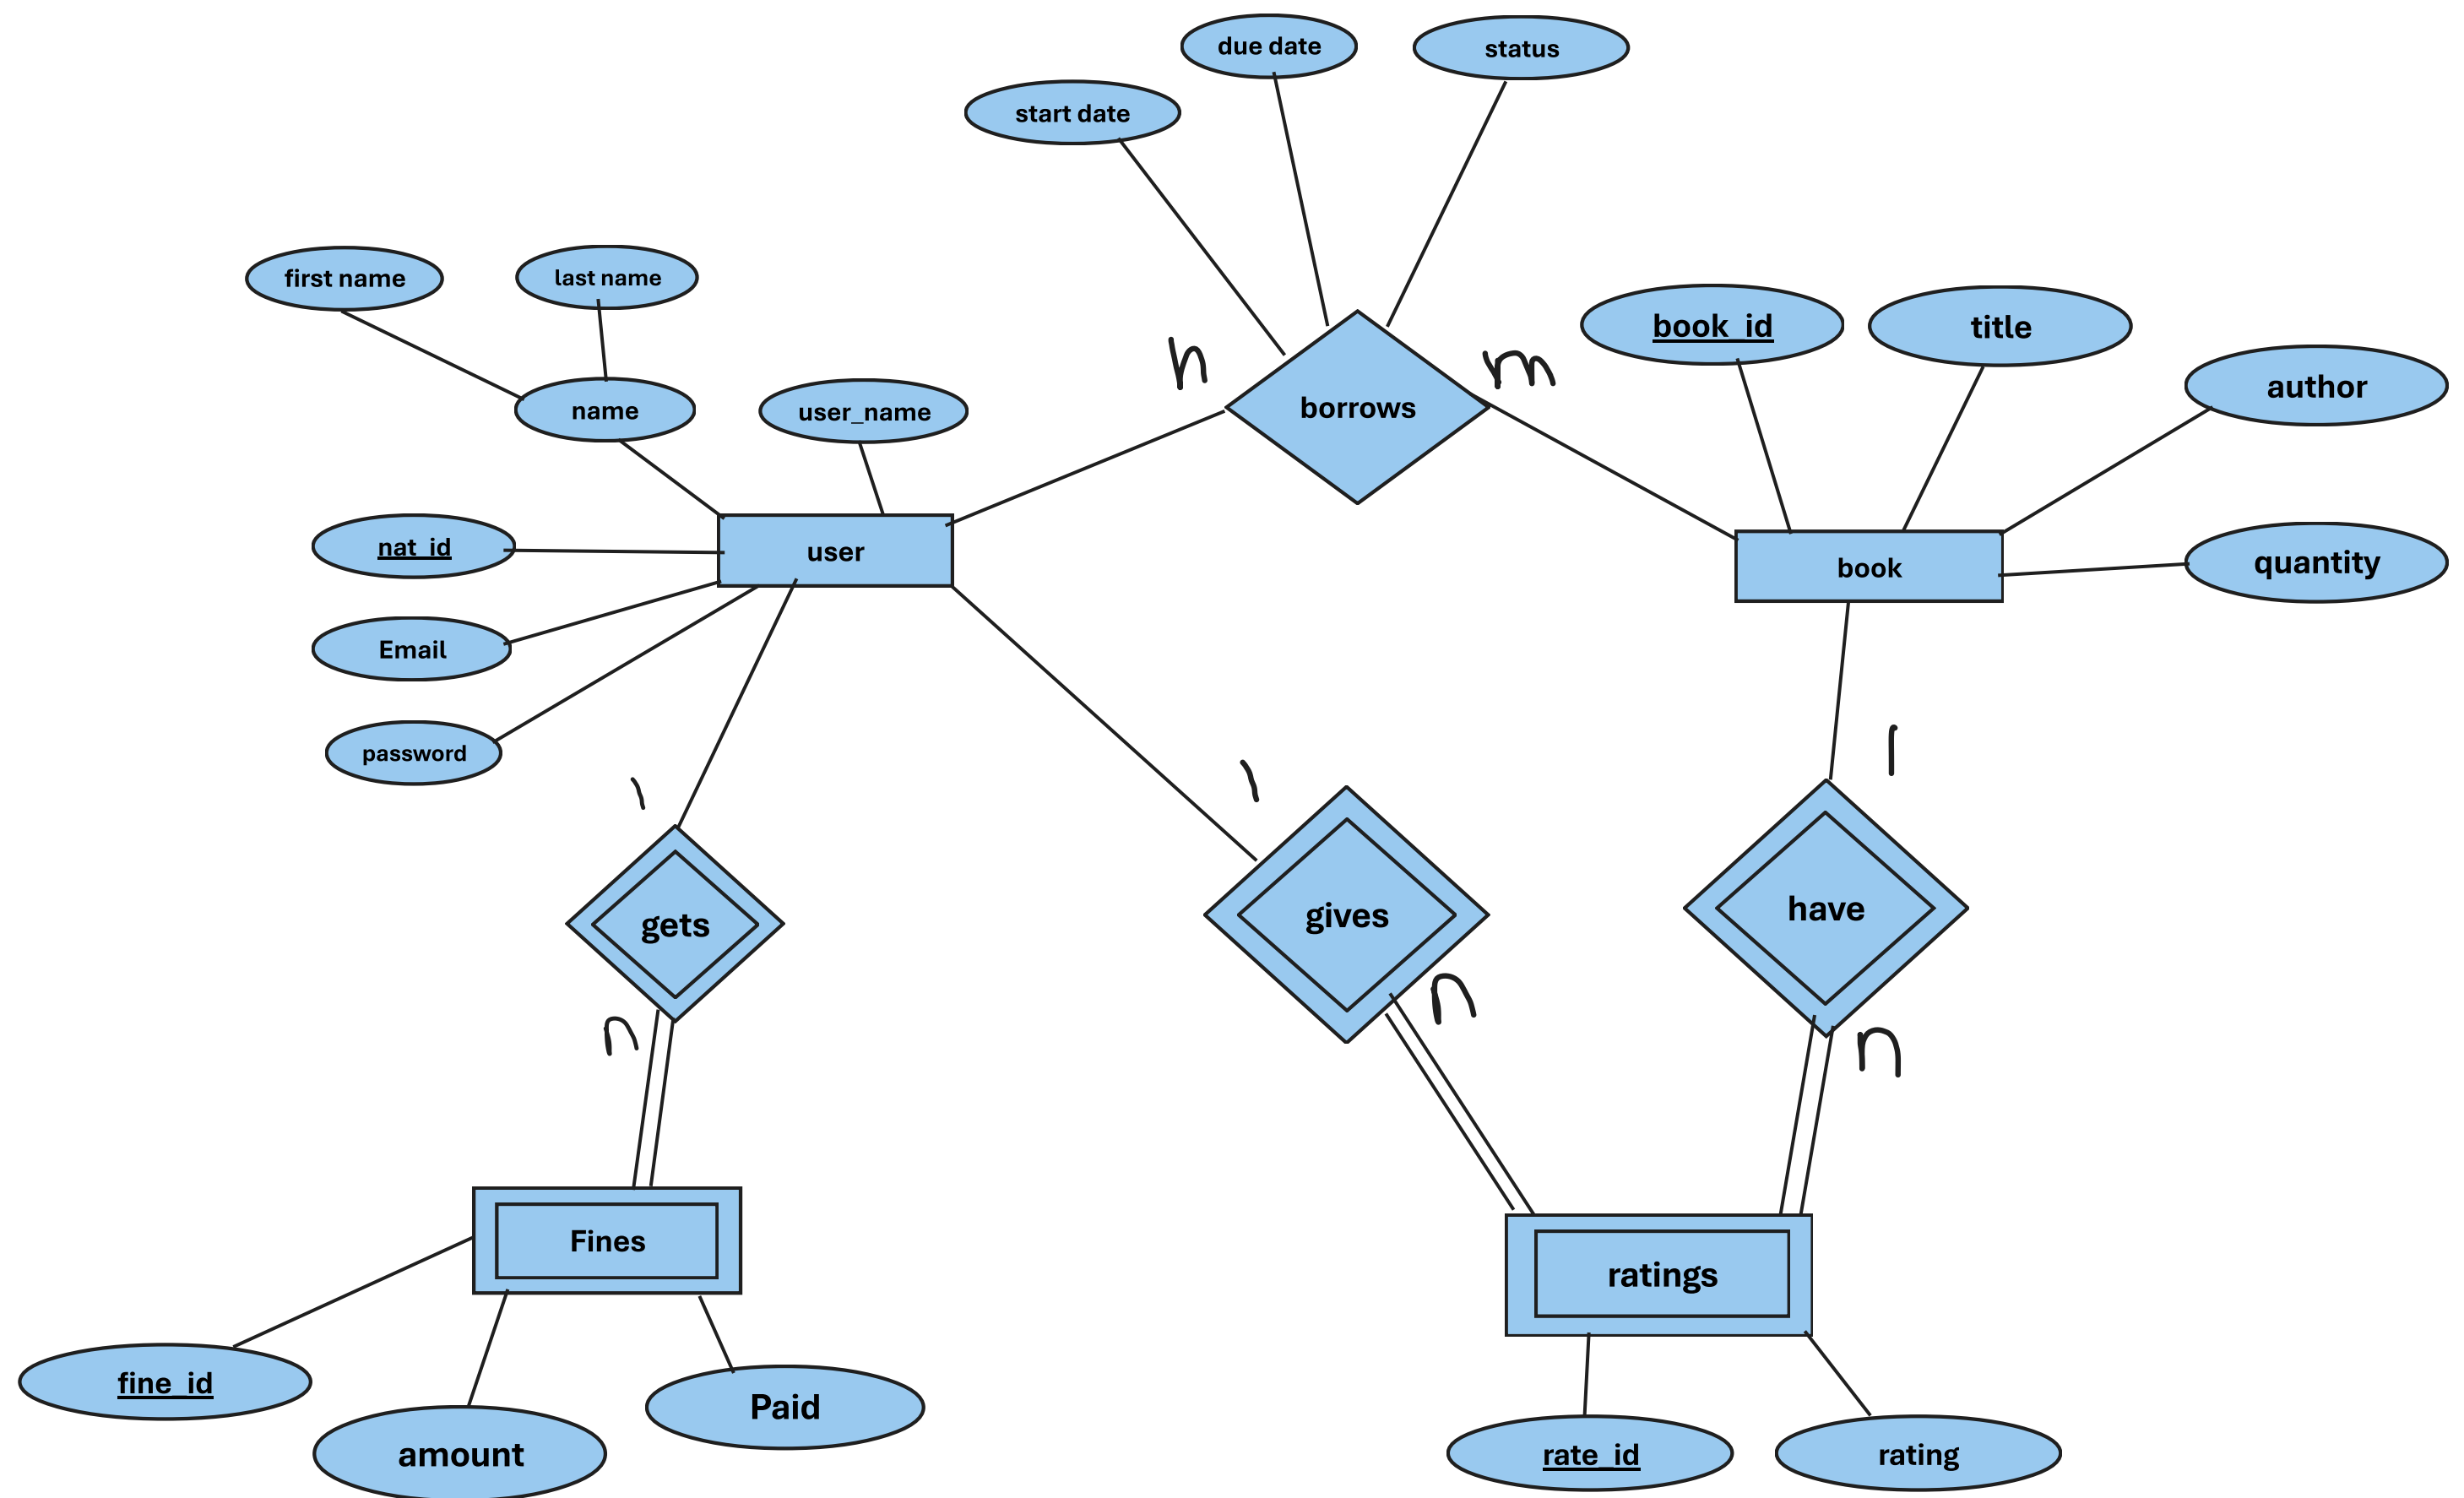 due date
status
start date
first name
last name
h
m
book_id
title
author
name
user_name
borrows
nat_id
user
book
quantity
Email
password
1
1
1
gets
gives
have
n
n
n
Fines
ratings
fine_id
amount
Paid
rate_id
rating